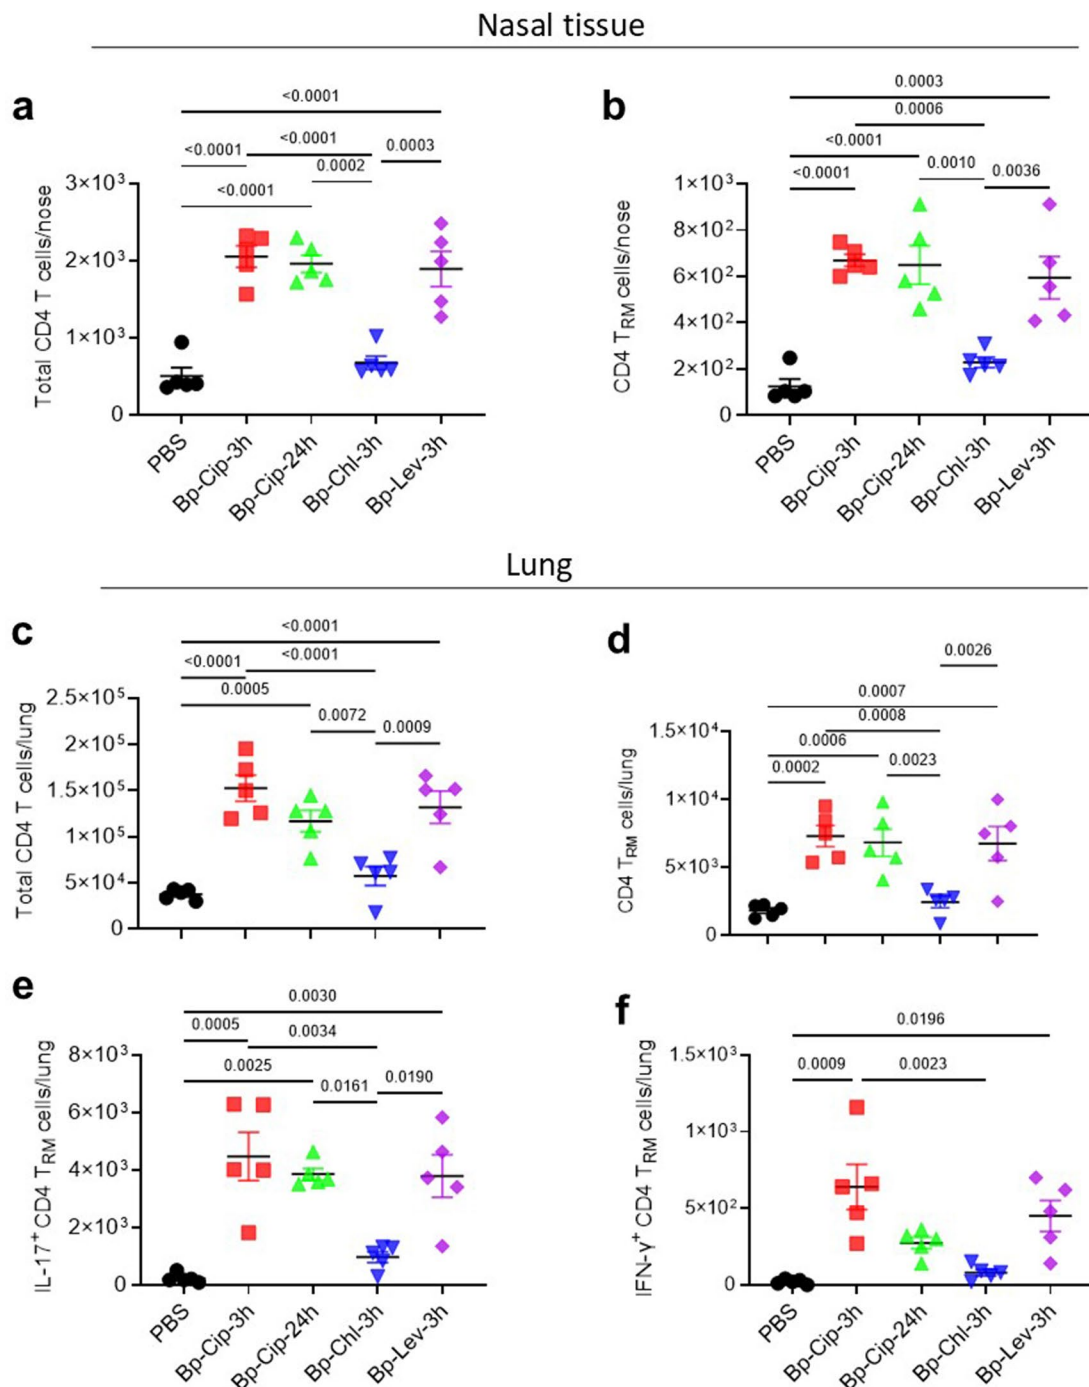 Nasal tissue
a
<0.0001
<0.0001
<0.0001
0.0003
0.0002
<0.0001
Total CD4 T cells/nose
3×10³
2×10³
1×10³
0
PBS
Bp-Cip-3h
Bp-Cip-24h
Bp-Chl-3h
Bp-Lev-3h
b
0.0003
0.0006
<0.0001
0.0010
0.0036
<0.0001
CD4 TRM cells/nose
1×10³
8×10²
6×10²
4×10²
2×10²
0
PBS
Bp-Cip-3h
Bp-Cip-24h
Bp-Chl-3h
Bp-Lev-3h
Lung
c
<0.0001
<0.0001
<0.0001
0.0005
0.0072
0.0009
Total CD4 T cells/lung
2.5×10⁵
2×10⁵
1.5×10⁵
1×10⁵
5×10⁴
0
d
0.0026
0.0007
0.0008
0.0006
0.0023
0.0002
CD4 TRM cells/lung
1.5×10⁴
1×10⁴
5×10³
0
e
0.0030
0.0005
0.0034
0.0025
0.0161
0.0190
IL-17⁺ CD4 TRM cells/lung
8×10³
6×10³
4×10³
2×10³
0
PBS
Bp-Cip-3h
Bp-Cip-24h
Bp-Chl-3h
Bp-Lev-3h
f
0.0196
0.0009
0.0023
IFN-γ⁺ CD4 TRM cells/lung
1.5×10³
1×10³
5×10²
0
PBS
Bp-Cip-3h
Bp-Cip-24h
Bp-Chl-3h
Bp-Lev-3h